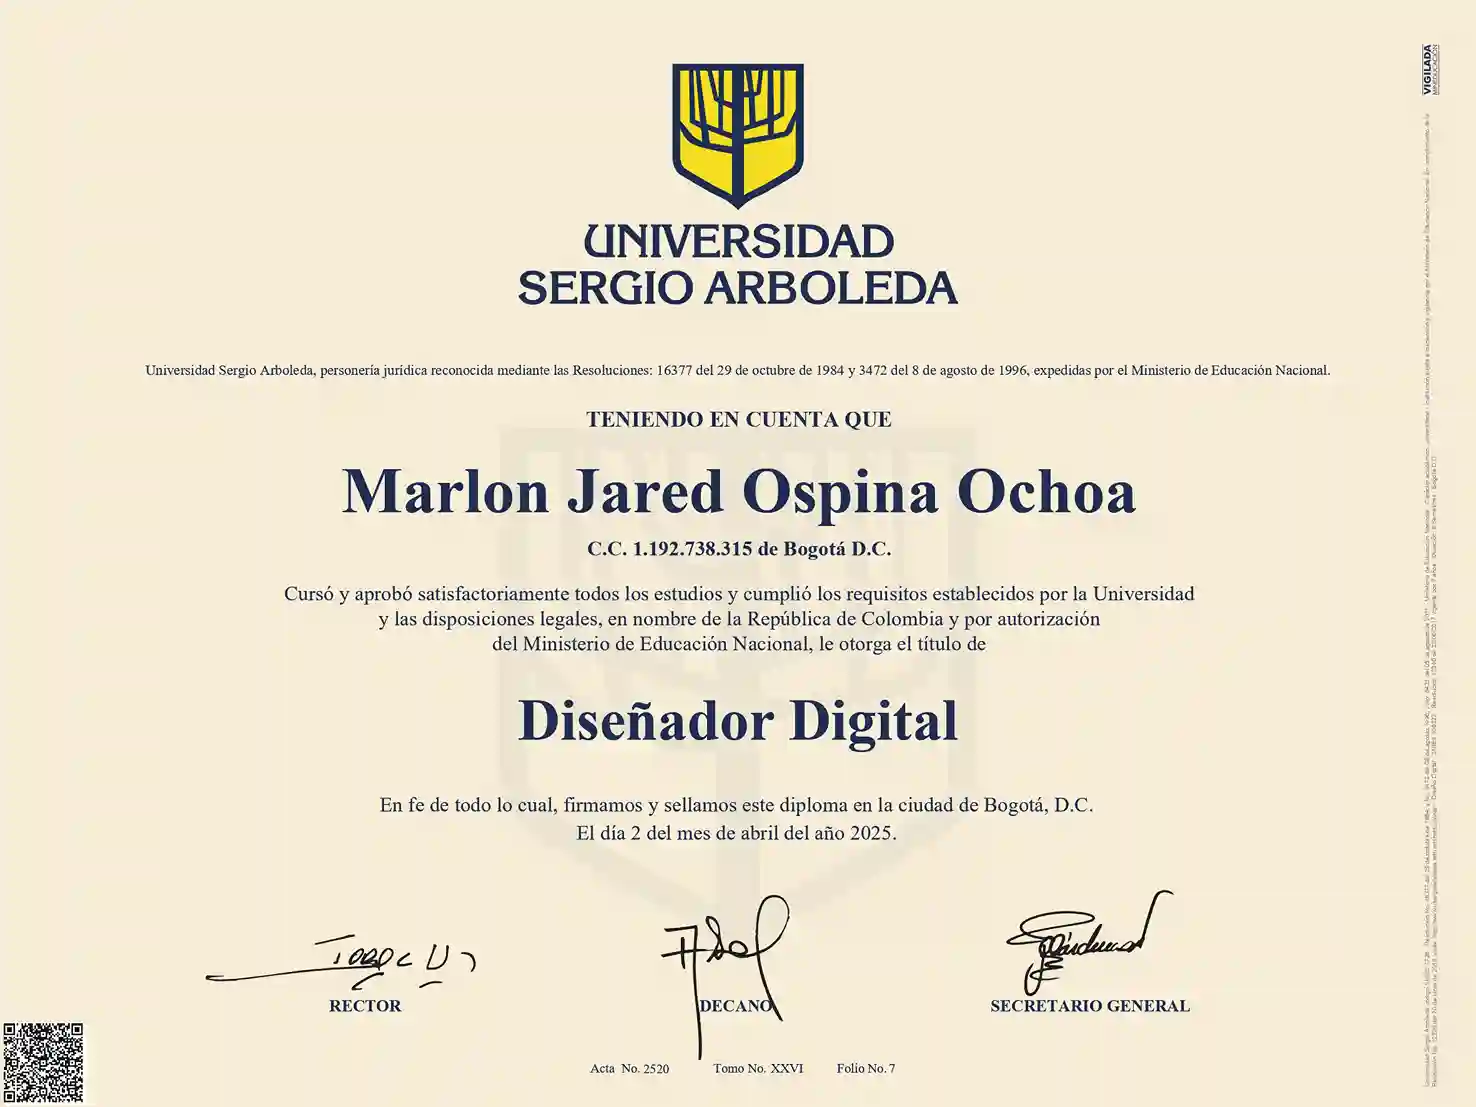 UNIVERSIDAD
SERGIO ARBOLEDA
Universidad Sergio Arboleda, personería jurídica reconocida mediante las Resoluciones: 16377 del 29 de octubre de 1984 y 3472 del 8 de agosto de 1996, expedidas por el Ministerio de Educación Nacional.
TENIENDO EN CUENTA QUE
Marlon Jared Ospina Ochoa
C.C. 1.192.738.315 de Bogotá D.C.
Cursó y aprobó satisfactoriamente todos los estudios y cumplió los requisitos establecidos por la Universidad
y las disposiciones legales, en nombre de la República de Colombia y por autorización
del Ministerio de Educación Nacional, le otorga el título de
Diseñador Digital
En fe de todo lo cual, firmamos y sellamos este diploma en la ciudad de Bogotá, D.C.
El día 2 del mes de abril del año 2025.
RECTOR
DECANO
SECRETARIO GENERAL
Acta No. 2520
Tomo No. XXVI
Folio No. 7
VIGILADA
MINEDUCACIÓN